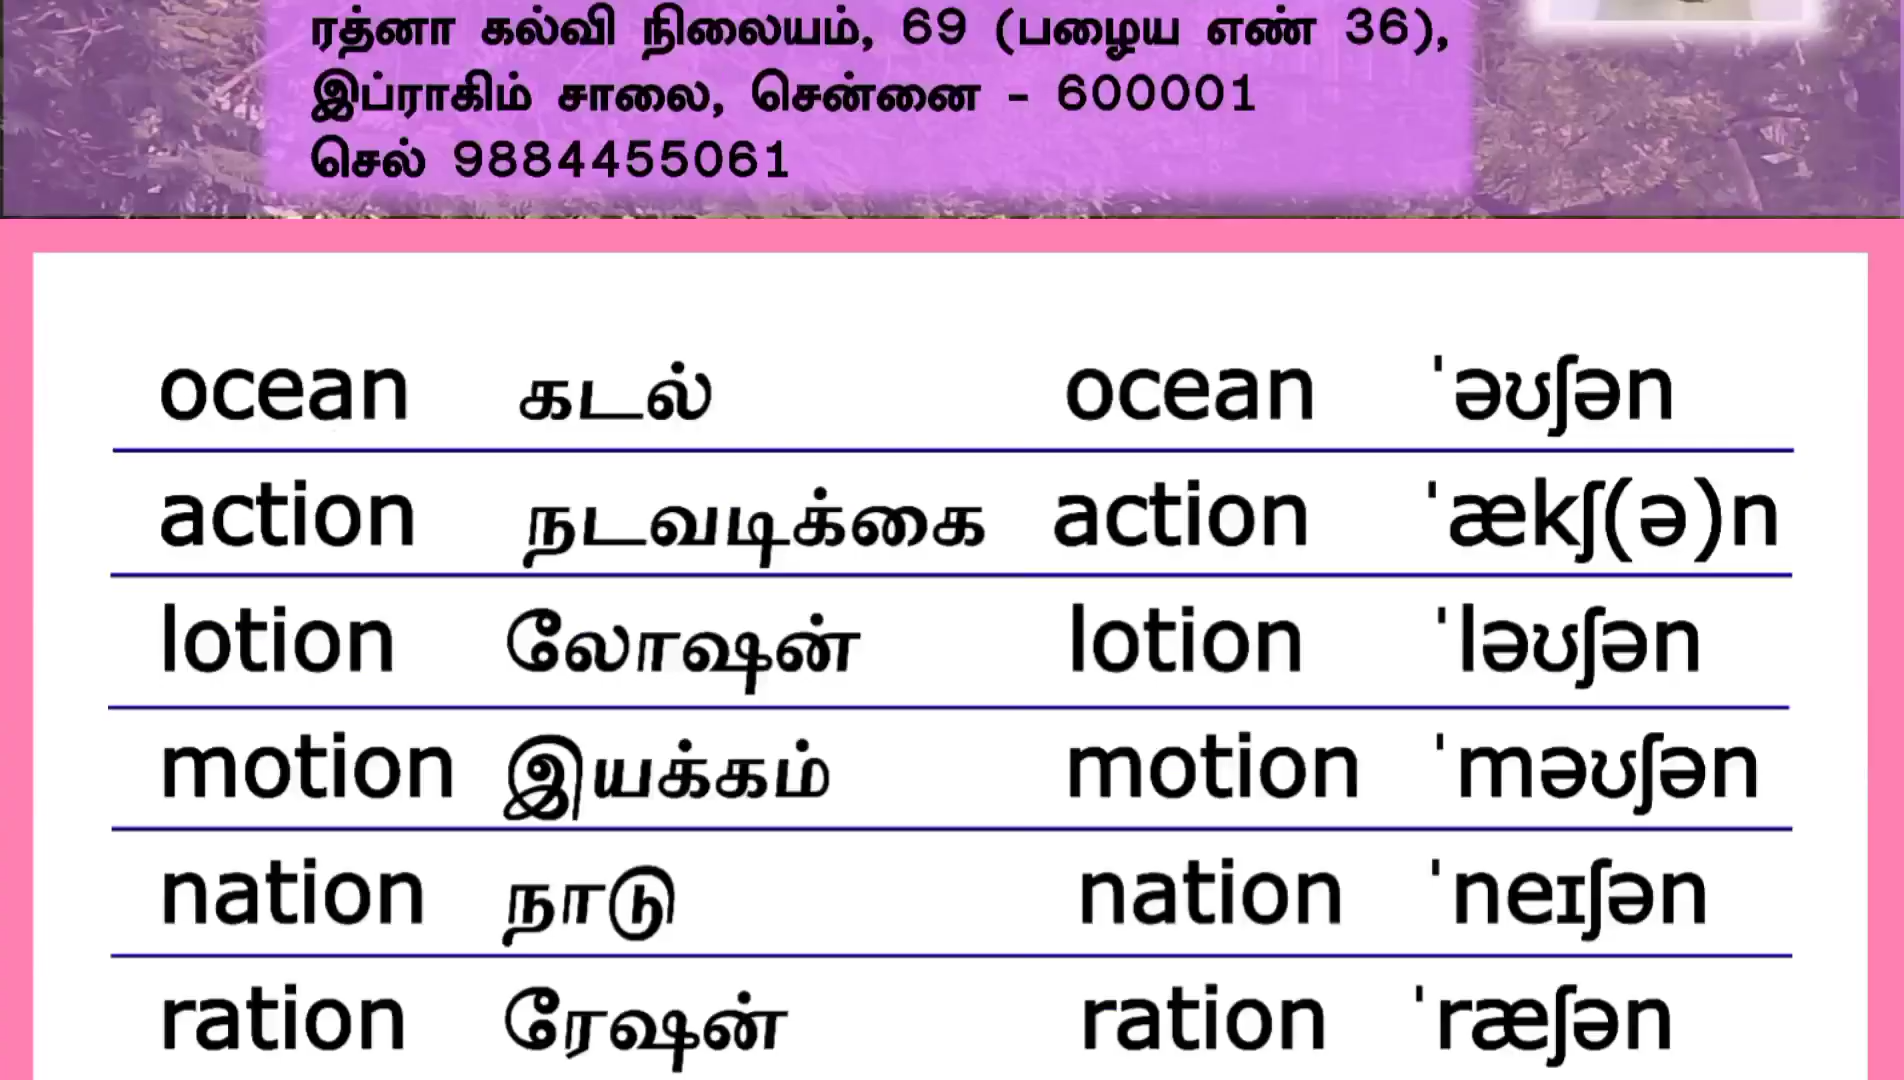 ரத்னா கல்வி நிலையம், 69 (பழைய எண் 36),
இப்ராகிம் சாலை, சென்னை - 600001
செல் 9884455061
ocean கடல் ocean ˈəʊʃən
action நடவடிக்கை action ˈækʃ(ə)n
lotion லோஷன் lotion ˈləʊʃən
motion இயக்கம் motion ˈməʊʃən
nation நாடு nation ˈneɪʃən
ration ரேஷன் ration ˈræʃən